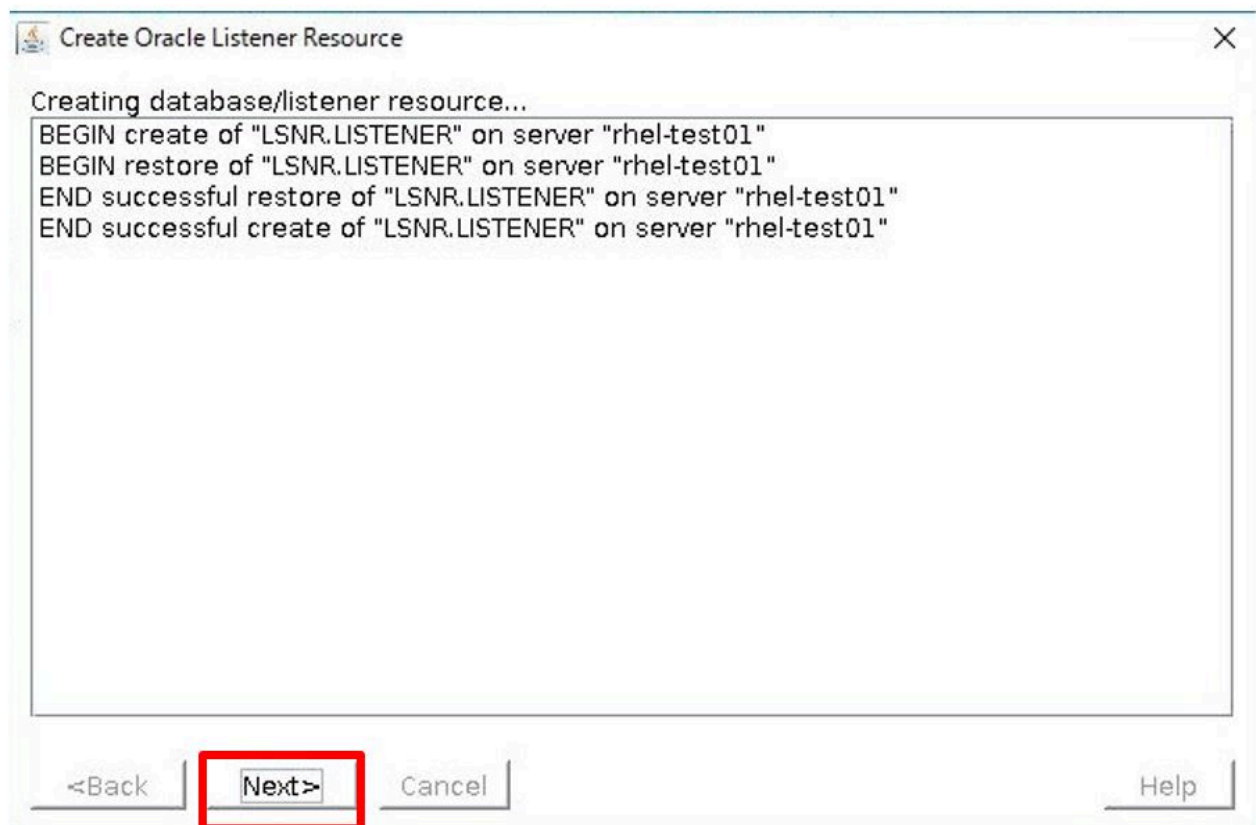 Create Oracle Listener Resource
Creating database/listener resource...
BEGIN create of "LSNR.LISTENER" on server "rhel-test01"
BEGIN restore of "LSNR.LISTENER" on server "rhel-test01"
END successful restore of "LSNR.LISTENER" on server "rhel-test01"
END successful create of "LSNR.LISTENER" on server "rhel-test01"
<Back Next> Cancel Help